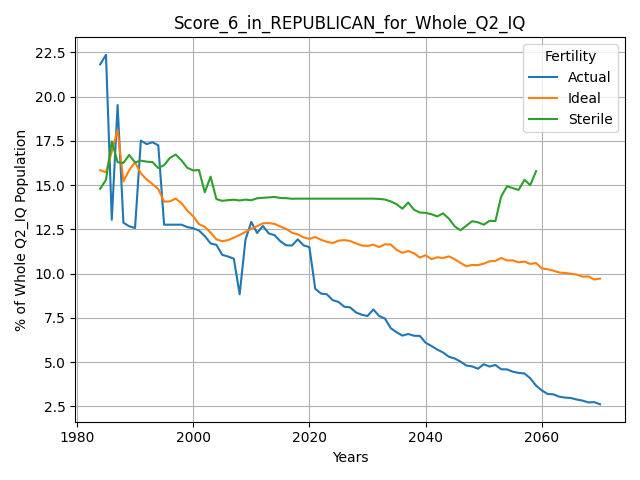 Score_6_in_REPUBLICAN_for_Whole_Q2_IQ
% of Whole Q2_IQ Population
22.5
20.0
17.5
15.0
12.5
10.0
7.5
5.0
2.5
Fertility
Actual
Ideal
Sterile
1980 2000 2020 2040 2060
Years